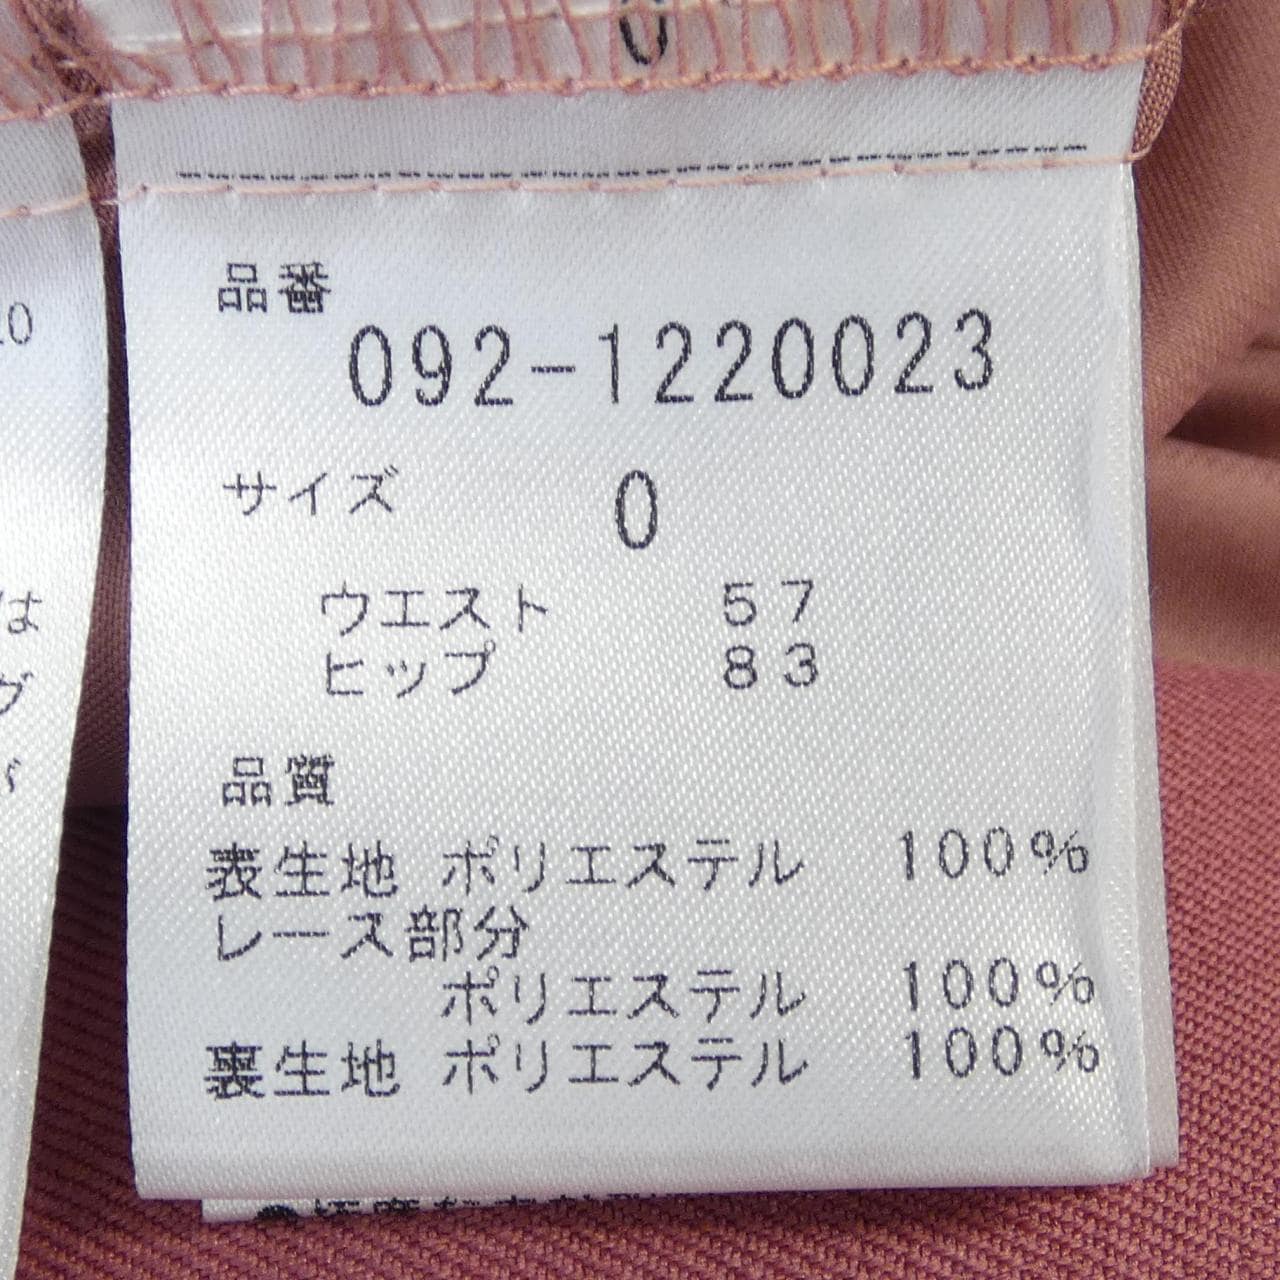 0
品番
092-1220023
サイズ 0
ウエスト 57
ヒップ 83
品質
表生地 ポリエステル 100%
レース部分
ポリエステル 100%
裏生地 ポリエステル 100%